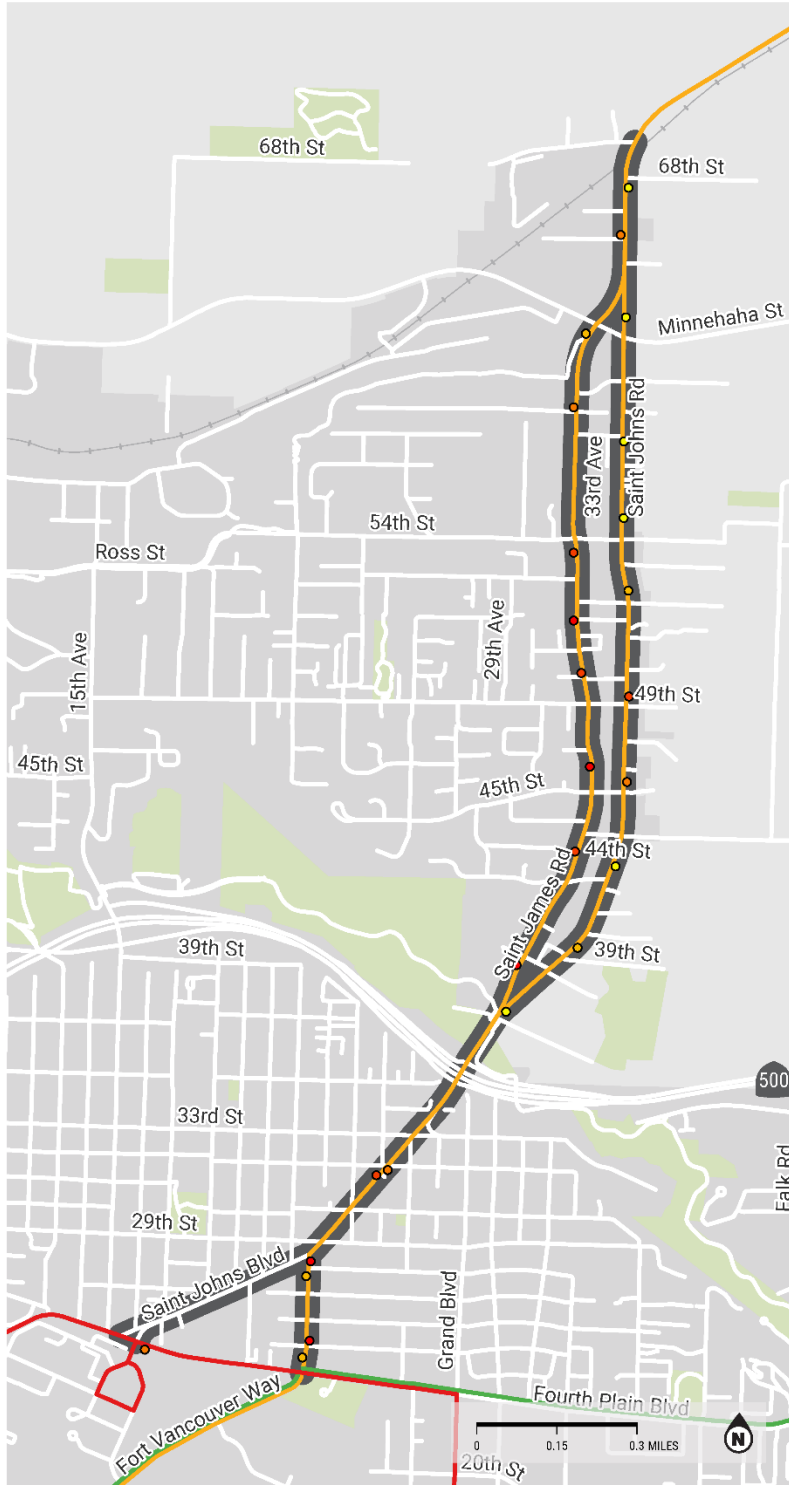 68th St
68th St
Minnehaha St
Saint Johns Rd
33rd Ave
54th St
Ross St
29th Ave
15th Ave
49th St
45th St
45th St
44th St
Saint James Rd
39th St
39th St
500
33rd St
Falk Rd
29th St
Saint Johns Blvd
Grand Blvd
Fort Vancouver Way
Fourth Plain Blvd
0 0.15 0.3 MILES
N
20th St